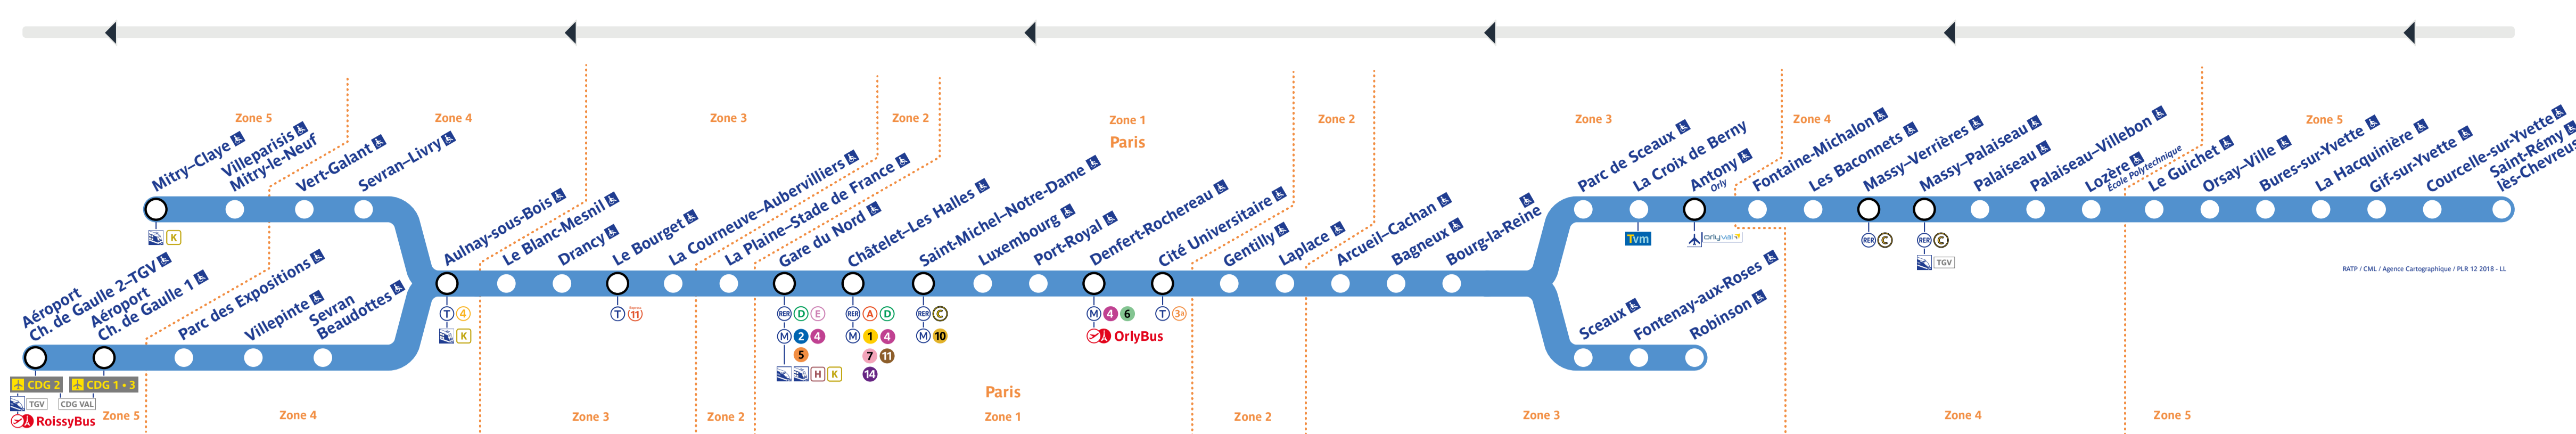 Zone 5
Zone 4
Zone 3
Zone 2
Zone 1
Paris
Zone 2
Zone 3
Zone 4
Zone 5
Mitry–Claye
Villeparisis
Mitry-le-Neuf
Vert-Galant
Sevran–Livry
K
Aéroport
Ch. de Gaulle 2–TGV
Aéroport
Ch. de Gaulle 1
Parc des Expositions
Villepinte
Sevran
Beaudottes
CDG 2
CDG 1 • 3
TGV
CDG VAL
RoissyBus
Aulnay-sous-Bois
T 4
K
Le Blanc-Mesnil
Drancy
Le Bourget
T 11
La Courneuve–Aubervilliers
La Plaine–Stade de France
Gare du Nord
RER D E
M 2 4
5
H K
Châtelet–Les Halles
RER A D
M 1 4
7 11
14
Saint-Michel–Notre-Dame
RER C
M 10
Luxembourg
Port-Royal
Denfert-Rochereau
M 4 6
OrlyBus
Cité Universitaire
T 3a
Gentilly
Laplace
Arcueil–Cachan
Bagneux
Bourg-la-Reine
Parc de Sceaux
La Croix de Berny
Tvm
Antony
Orly
orlyval
Fontaine-Michalon
Les Baconnets
Massy–Verrières
RER C
Massy–Palaiseau
RER C
TGV
Palaiseau
Palaiseau–Villebon
Lozère
École Polytechnique
Le Guichet
Orsay–Ville
Bures-sur-Yvette
La Hacquinière
Gif-sur-Yvette
Courcelle-sur-Yvette
Saint-Rémy
lès-Chevreus
Sceaux
Fontenay-aux-Roses
Robinson
RATP / CML / Agence Cartographique / PLR 12 2018 - LL
Zone 5
Zone 4
Zone 3
Zone 2
Paris
Zone 1
Zone 2
Zone 3
Zone 4
Zone 5